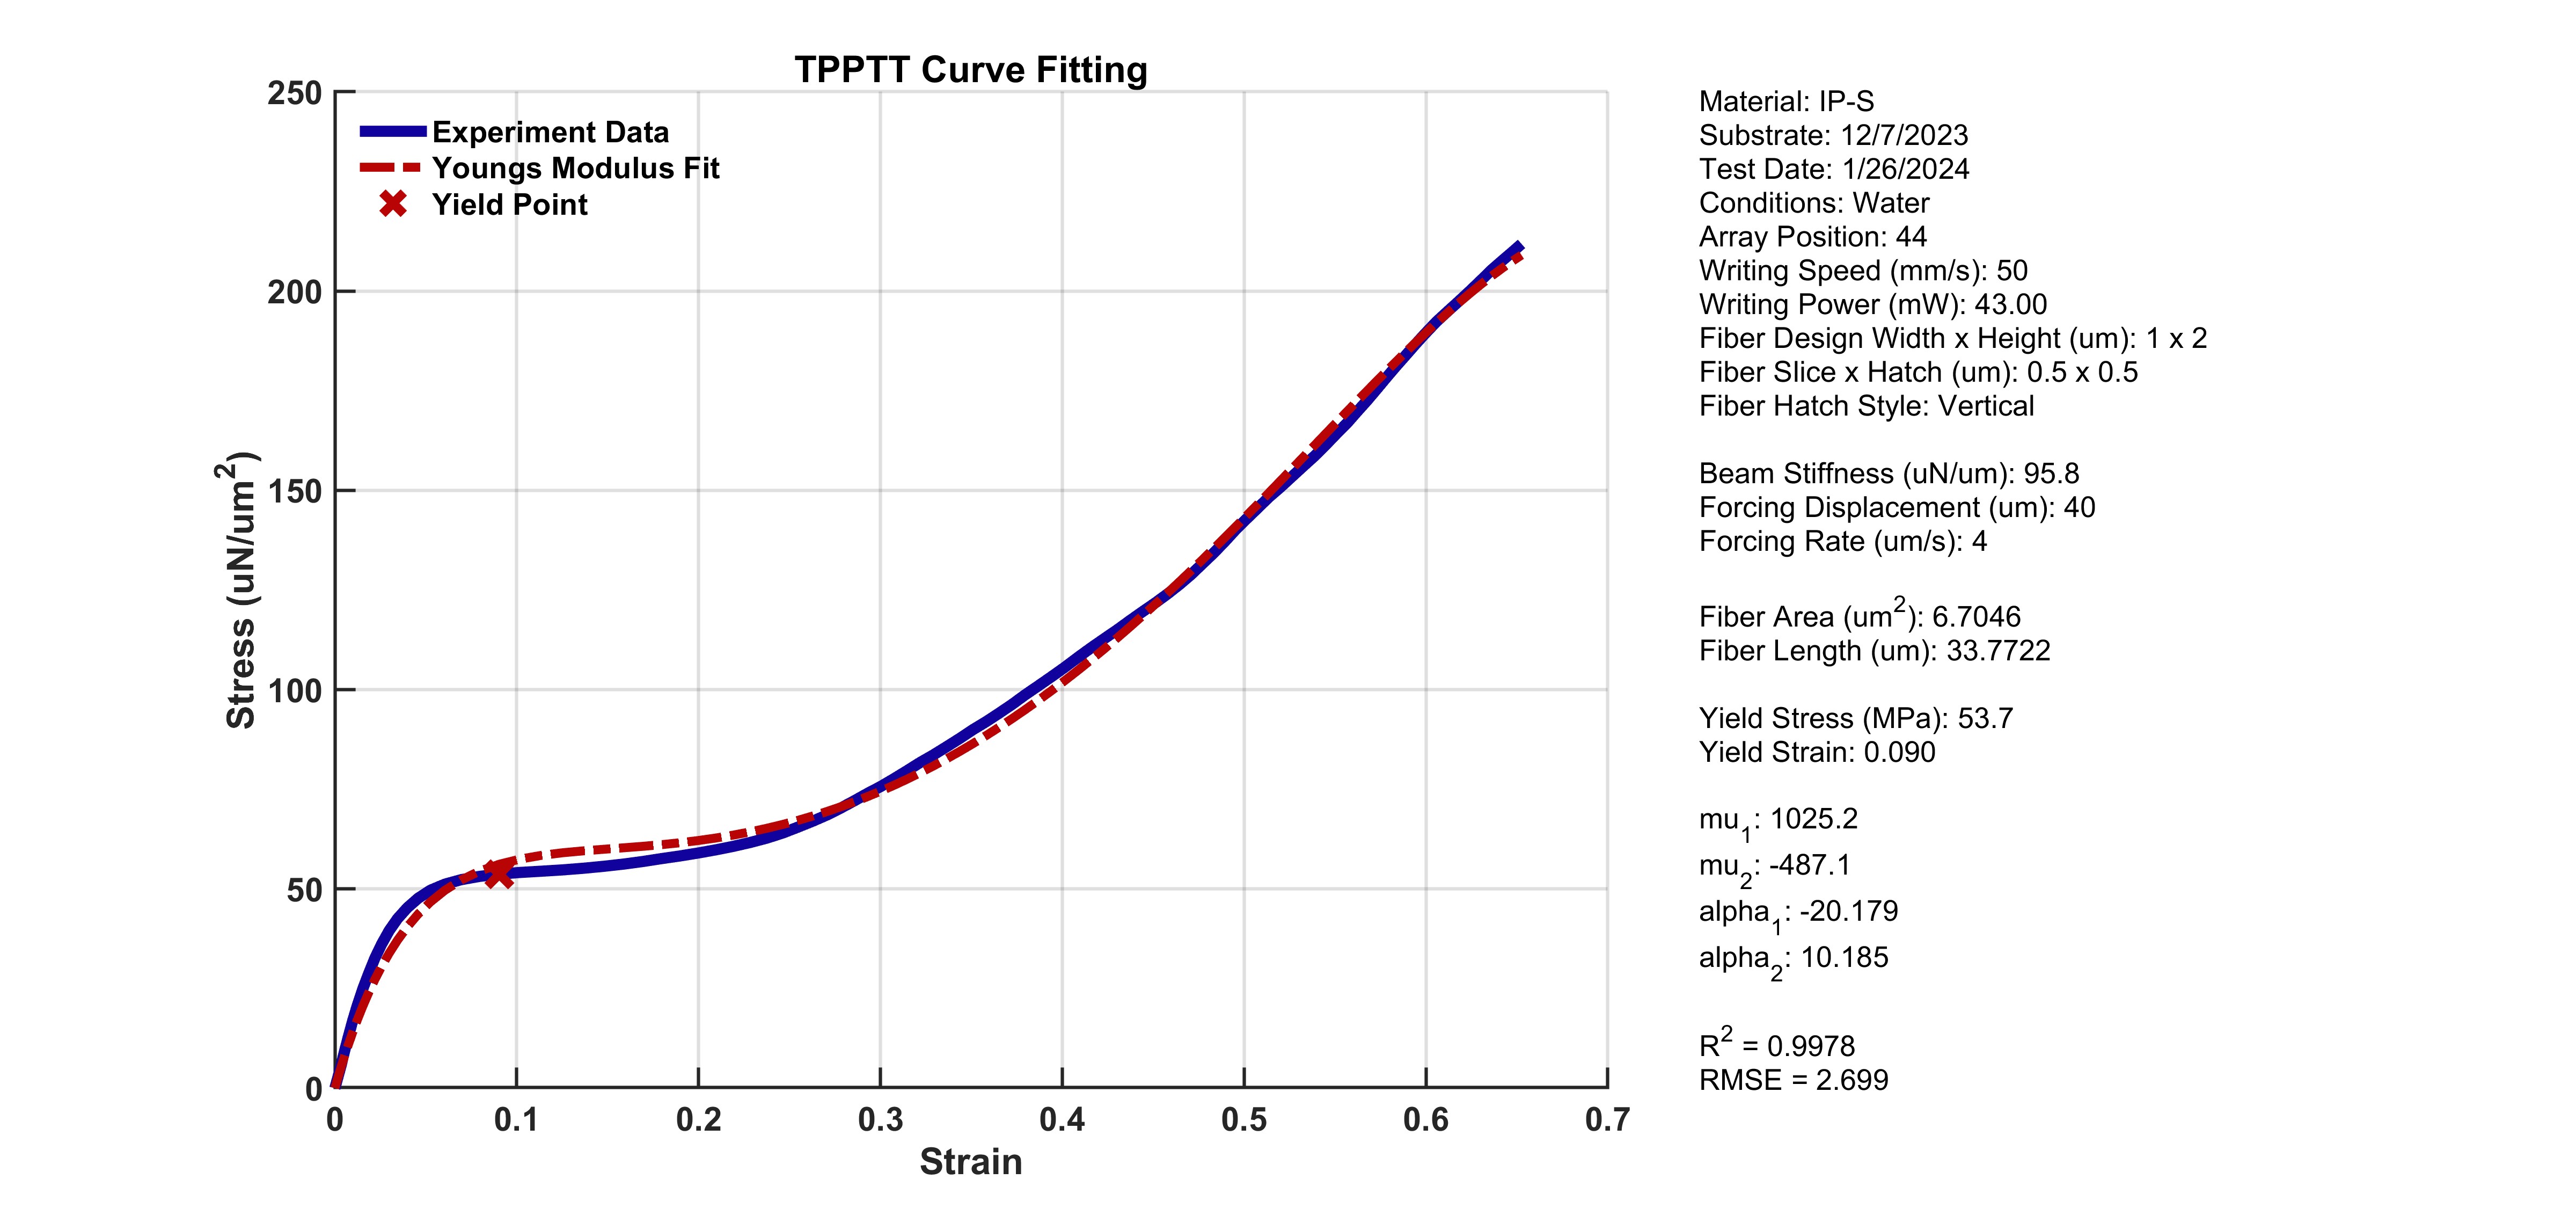 TPPTT Curve Fitting
250
200
150
100
50
0
Stress (uN/um²)
Experiment Data
Youngs Modulus Fit
Yield Point
0 0.1 0.2 0.3 0.4 0.5 0.6 0.7
Strain
Material: IP-S
Substrate: 12/7/2023
Test Date: 1/26/2024
Conditions: Water
Array Position: 44
Writing Speed (mm/s): 50
Writing Power (mW): 43.00
Fiber Design Width x Height (um): 1 x 2
Fiber Slice x Hatch (um): 0.5 x 0.5
Fiber Hatch Style: Vertical
Beam Stiffness (uN/um): 95.8
Forcing Displacement (um): 40
Forcing Rate (um/s): 4
Fiber Area (um²): 6.7046
Fiber Length (um): 33.7722
Yield Stress (MPa): 53.7
Yield Strain: 0.090
mu₁: 1025.2
mu₂: -487.1
alpha₁: -20.179
alpha₂: 10.185
R² = 0.9978
RMSE = 2.699